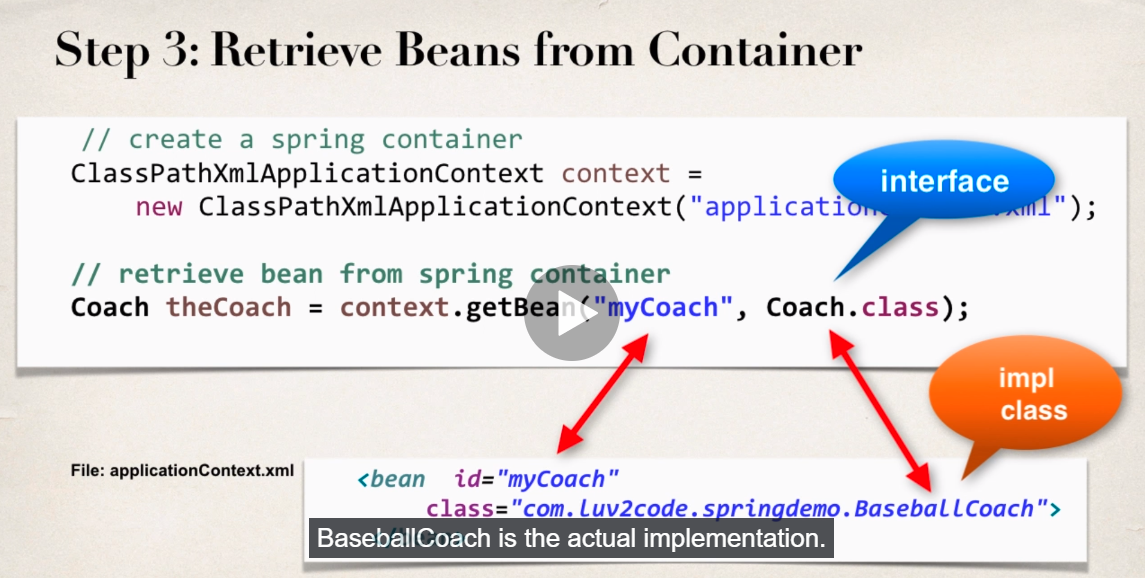 Step 3: Retrieve Beans from Container
// create a spring container
ClassPathXmlApplicationContext context =
new ClassPathXmlApplicationContext("application xml");
interface
// retrieve bean from spring container
Coach theCoach = context.getBean("myCoach", Coach.class);
impl
class
File: applicationContext.xml
<bean id="myCoach"
class="com.luv2code.springdemo.BaseballCoach">
BaseballCoach is the actual implementation.